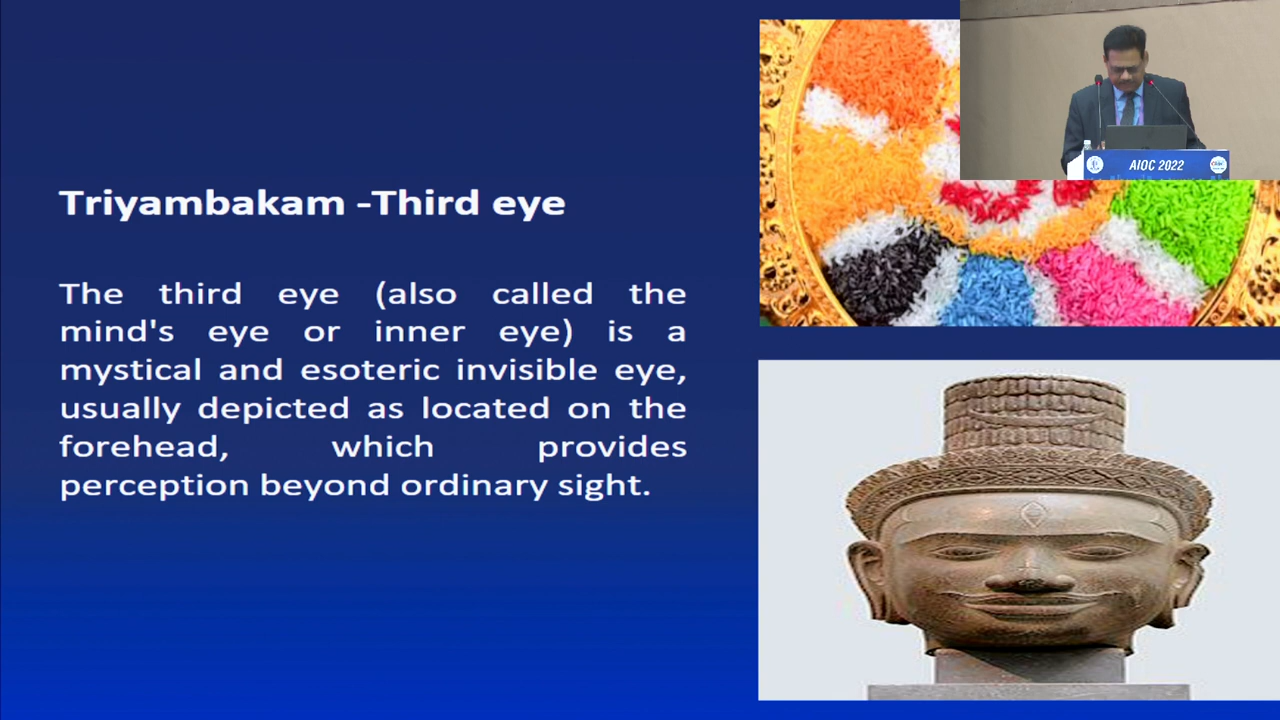 Triyambakam -Third eye
The third eye (also called the
mind's eye or inner eye) is a
mystical and esoteric invisible eye,
usually depicted as located on the
forehead, which provides
perception beyond ordinary sight.
AIOC 2022